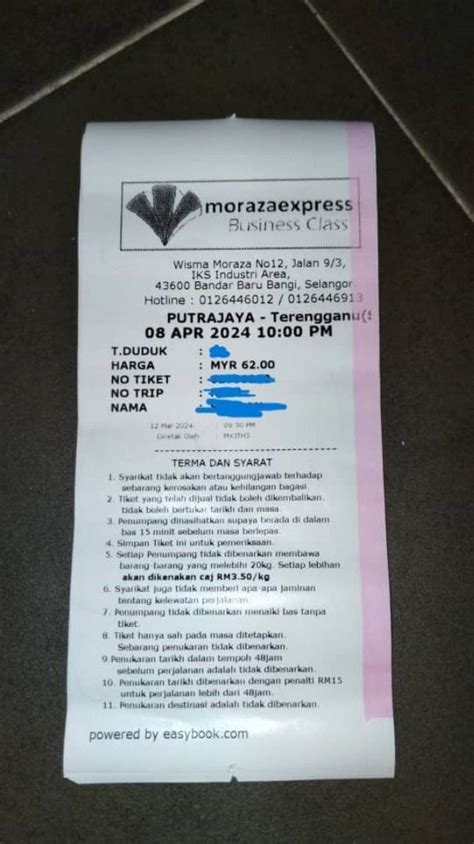 morazaexpress
Business Class
Wisma Moraza No12, Jalan 9/3,
IKS Industri Area,
43600 Bandar Baru Bangi, Selangor
Hotline : 0126446012 / 0126446913
PUTRAJAYA - Terengganu(S
08 APR 2024 10:00 PM
T.DUDUK :
HARGA : MYR 62.00
NO TIKET :
NO TRIP :
NAMA :
12 Mar 2024 : 09:30 PM
Dicetak Oleh : MX3TH3
TERMA DAN SYARAT
1. Syarikat tidak akan bertanggungjawab terhadap
sebarang kerosakan atau kehilangan bagasi.
2. Tiket yang telah dijual tidak boleh dikembalikan.
tidak boleh bertukar tarikh dan masa.
3. Penumpang dinasihatkan supaya berada di dalam
bas 15 minit sebelum masa berlepas.
4. Simpan Tiket ini untuk pemeriksaan.
5. Setiap Penumpang tidak dibenarkan membawa
barang-barang yang melebihi 20kg. Setiap lebihan
akan dikenakan caj RM3.50/kg
6. Syarikat juga tidak memberi apa-apa jaminan
tentang kelewatan perjalanan.
7. Penumpang tidak dibenarkan menaiki bas tanpa
tiket.
8. Tiket hanya sah pada masa ditetapkan.
Sebarang penukaran tidak dibenarkan.
9. Penukaran tarikh dalam tempoh 48jam
sebelum perjalanan adalah tidak dibenarkan.
10. Penukaran tarikh dibenarkan dengan penalti RM15
untuk perjalanan lebih dari 48jam.
11. Penukaran destinasi adalah tidak dibenarkan.
powered by easybook.com